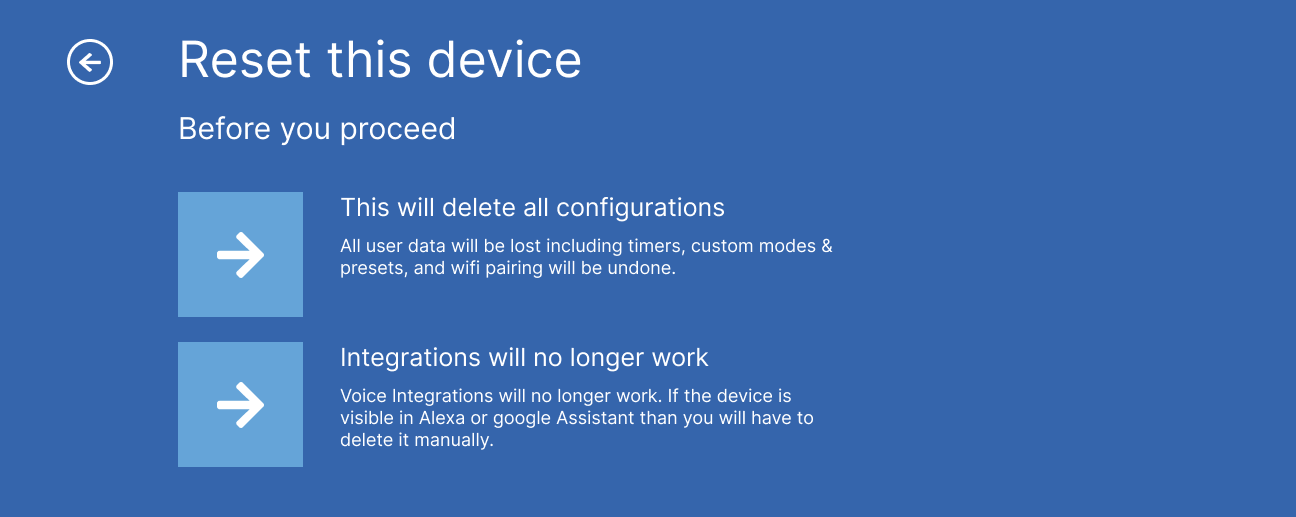 Reset this device
Before you proceed
This will delete all configurations
All user data will be lost including timers, custom modes &
presets, and wifi pairing will be undone.
Integrations will no longer work
Voice Integrations will no longer work. If the device is
visible in Alexa or google Assistant than you will have to
delete it manually.